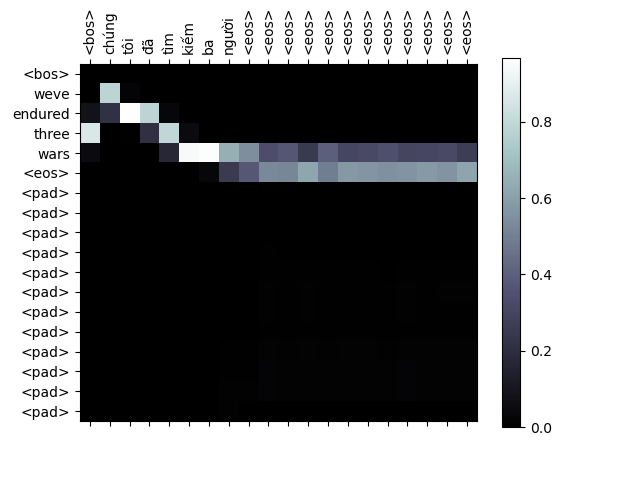 <bos> chúng tôi đã tìm kiếm ba người <eos> <eos> <eos> <eos> <eos> <eos> <eos> <eos> <eos> <eos> <eos> <eos>
<bos>
weve
endured
three
wars
<eos>
<pad>
<pad>
<pad>
<pad>
<pad>
<pad>
<pad>
<pad>
<pad>
<pad>
<pad>
<pad>
0.8
0.6
0.4
0.2
0.0